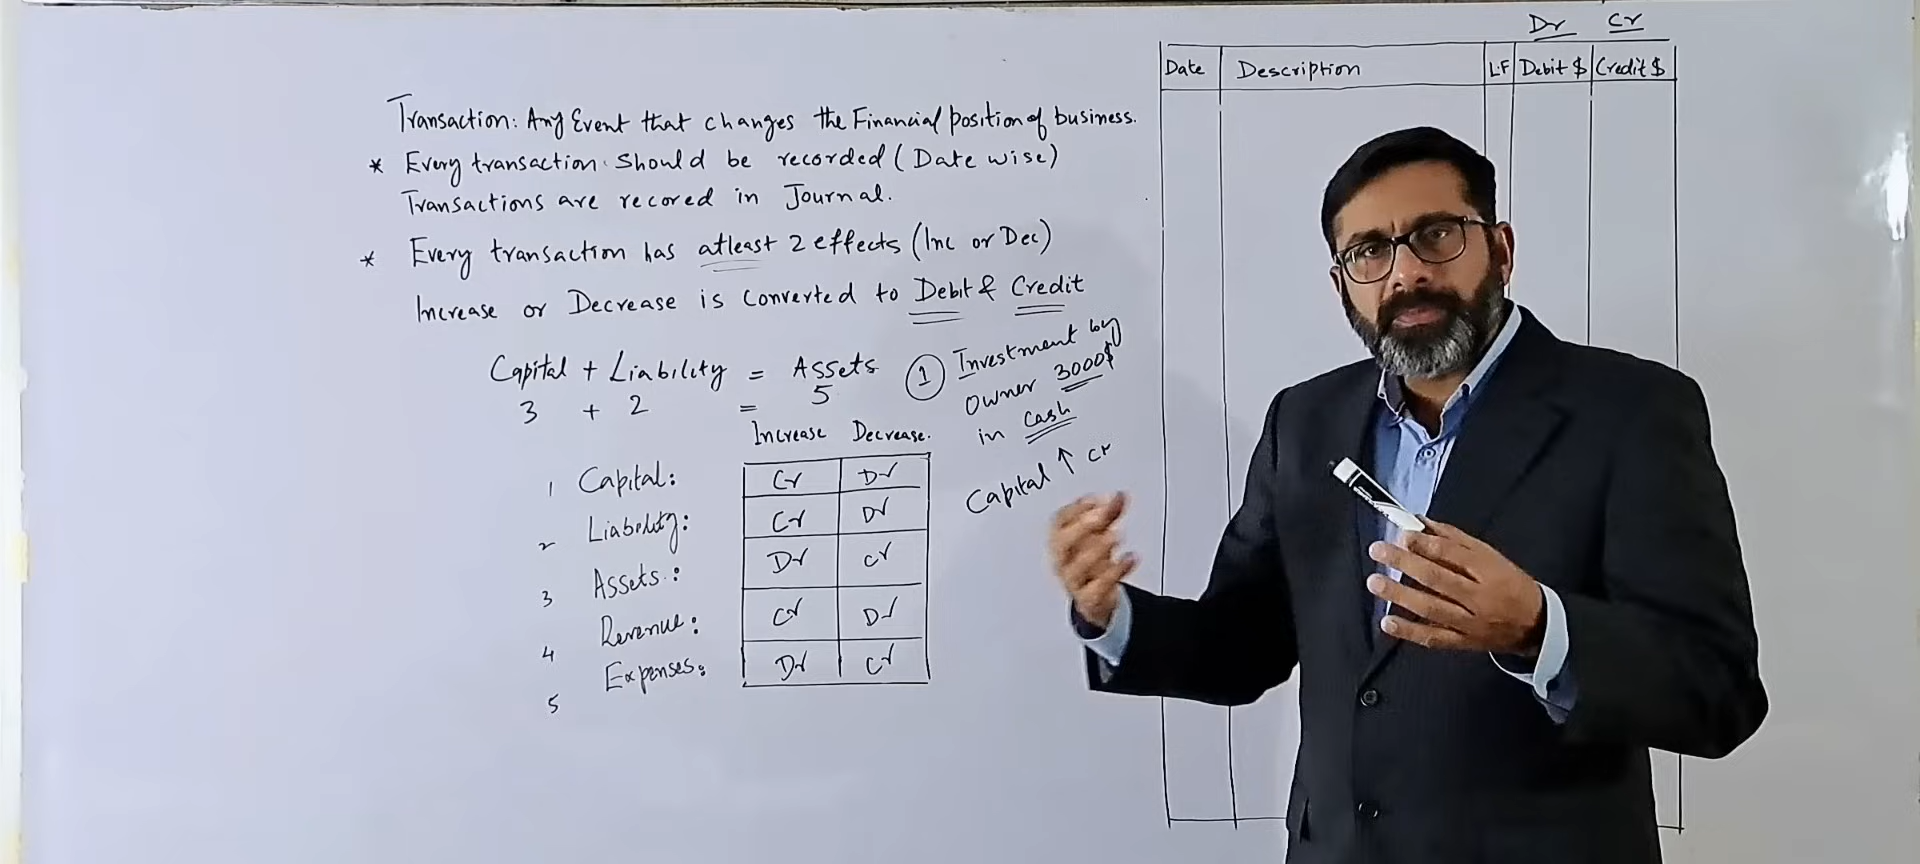 Transaction: Any Event that changes the Financial position of business.
* Every transaction should be recorded (Date wise)
Transactions are recored in Journal.
* Every transaction has atleast 2 effects (Inc or Dec)
Increase or Decrease is converted to Debit & Credit
Capital + Liability = Assets
3 + 2 = 5
Increase Decrease.
1 Capital: Cr Dr
2 Liability: Cr Dr
3 Assets: Dr Cr
4 Revenue: Cr Dr
5 Expenses: Dr Cr
① Investment by
Owner 3000$
in Cash
Capital ↑ Cr
Dr Cr
Date Description LF Debit $ Credit $